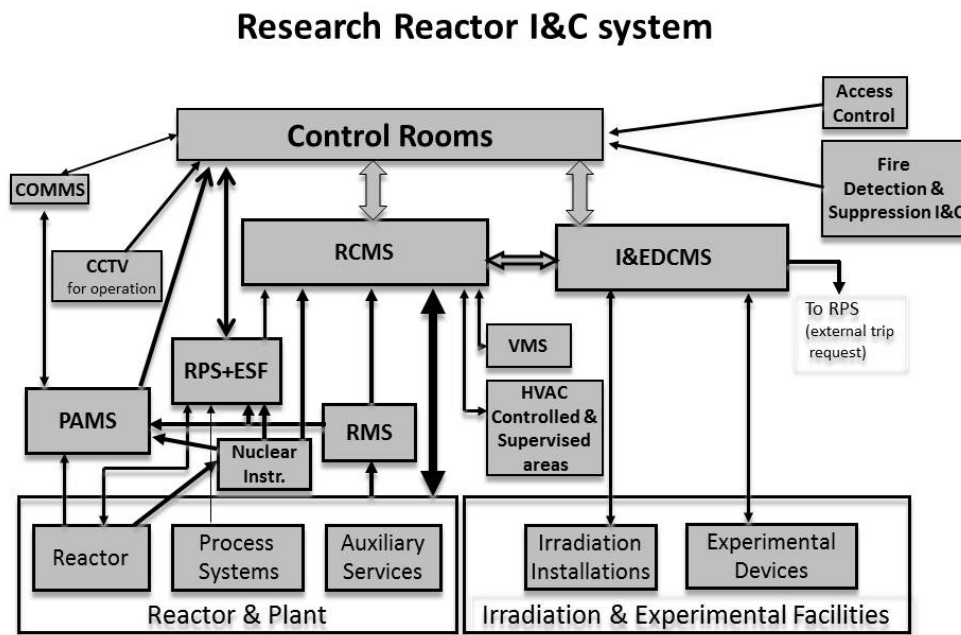 Research Reactor I&C system
Access
Control
Control Rooms
Fire
Detection &
Suppression I&C
COMMS
CCTV
for operation
RCMS
I&EDCMS
To RPS
(external trip
request)
VMS
RPS+ESF
HVAC
Controlled &
Supervised
areas
PAMS
RMS
Nuclear
Instr.
Reactor
Process
Systems
Auxiliary
Services
Irradiation
Installations
Experimental
Devices
Reactor & Plant
Irradiation & Experimental Facilities